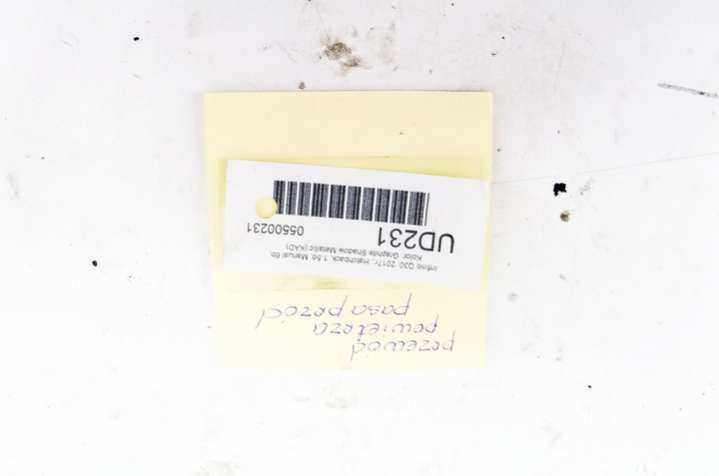 przewód
powietrza
pasa przód
Infiniti Q30, 2017r., Hatchback, 1.5d, Manual 6b
Kolor: Graphite Shadow Metallic (KAD)
UD231
05500231